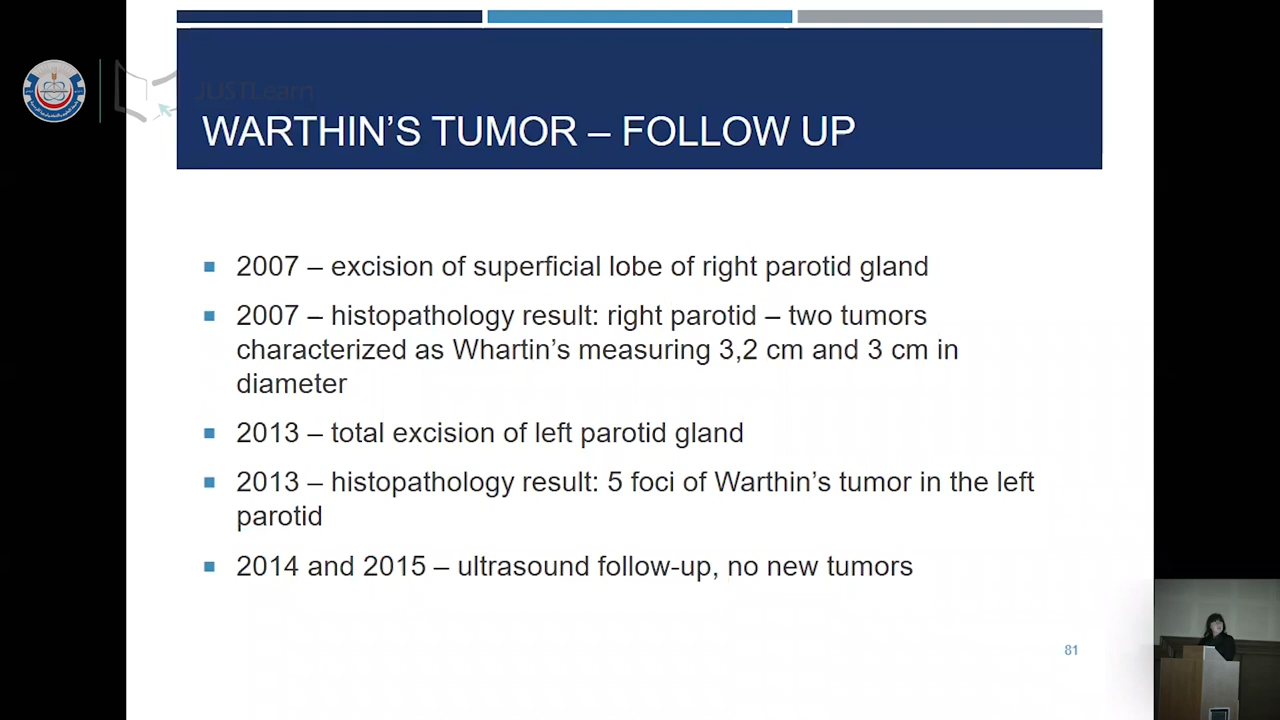 JUSTLearn
WARTHIN’S TUMOR – FOLLOW UP
2007 – excision of superficial lobe of right parotid gland
2007 – histopathology result: right parotid – two tumors
characterized as Whartin’s measuring 3,2 cm and 3 cm in
diameter
2013 – total excision of left parotid gland
2013 – histopathology result: 5 foci of Warthin’s tumor in the left
parotid
2014 and 2015 – ultrasound follow-up, no new tumors
81